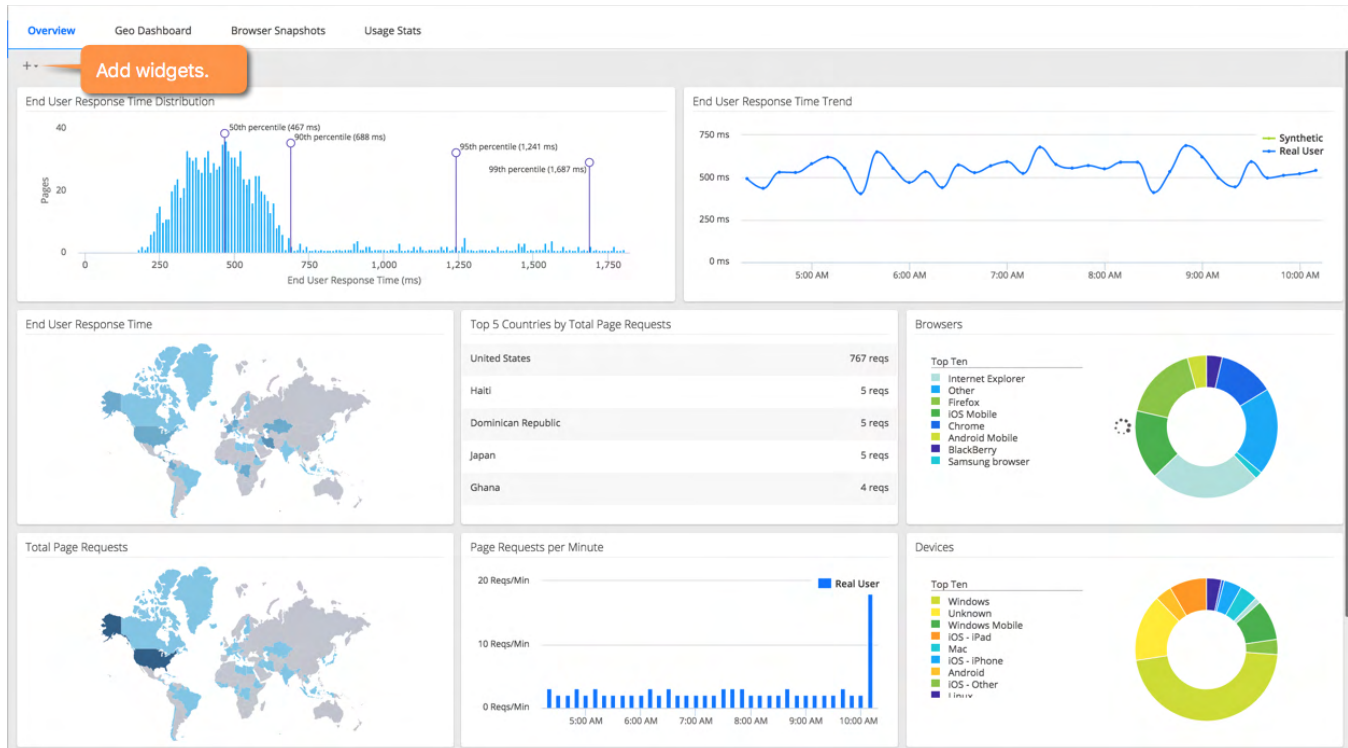 Overview Geo Dashboard Browser Snapshots Usage Stats
+
Add widgets.
End User Response Time Distribution
40
20
0
Pages
50th percentile (467 ms)
90th percentile (688 ms)
95th percentile (1,241 ms)
99th percentile (1,687 ms)
0 250 500 750 1,000 1,250 1,500 1,750
End User Response Time (ms)
End User Response Time Trend
750 ms
500 ms
250 ms
0 ms
Synthetic
Real User
5:00 AM 6:00 AM 7:00 AM 8:00 AM 9:00 AM 10:00 AM
End User Response Time
Top 5 Countries by Total Page Requests
United States 767 reqs
Haiti 5 reqs
Dominican Republic 5 reqs
Japan 5 reqs
Ghana 4 reqs
Browsers
Top Ten
Internet Explorer
Other
Firefox
iOS Mobile
Chrome
Android Mobile
BlackBerry
Samsung browser
Total Page Requests
Page Requests per Minute
20 Reqs/Min
10 Reqs/Min
0 Reqs/Min
Real User
5:00 AM 6:00 AM 7:00 AM 8:00 AM 9:00 AM 10:00 AM
Devices
Top Ten
Windows
Unknown
Windows Mobile
iOS - iPad
Mac
iOS - iPhone
Android
iOS - Other
Linux